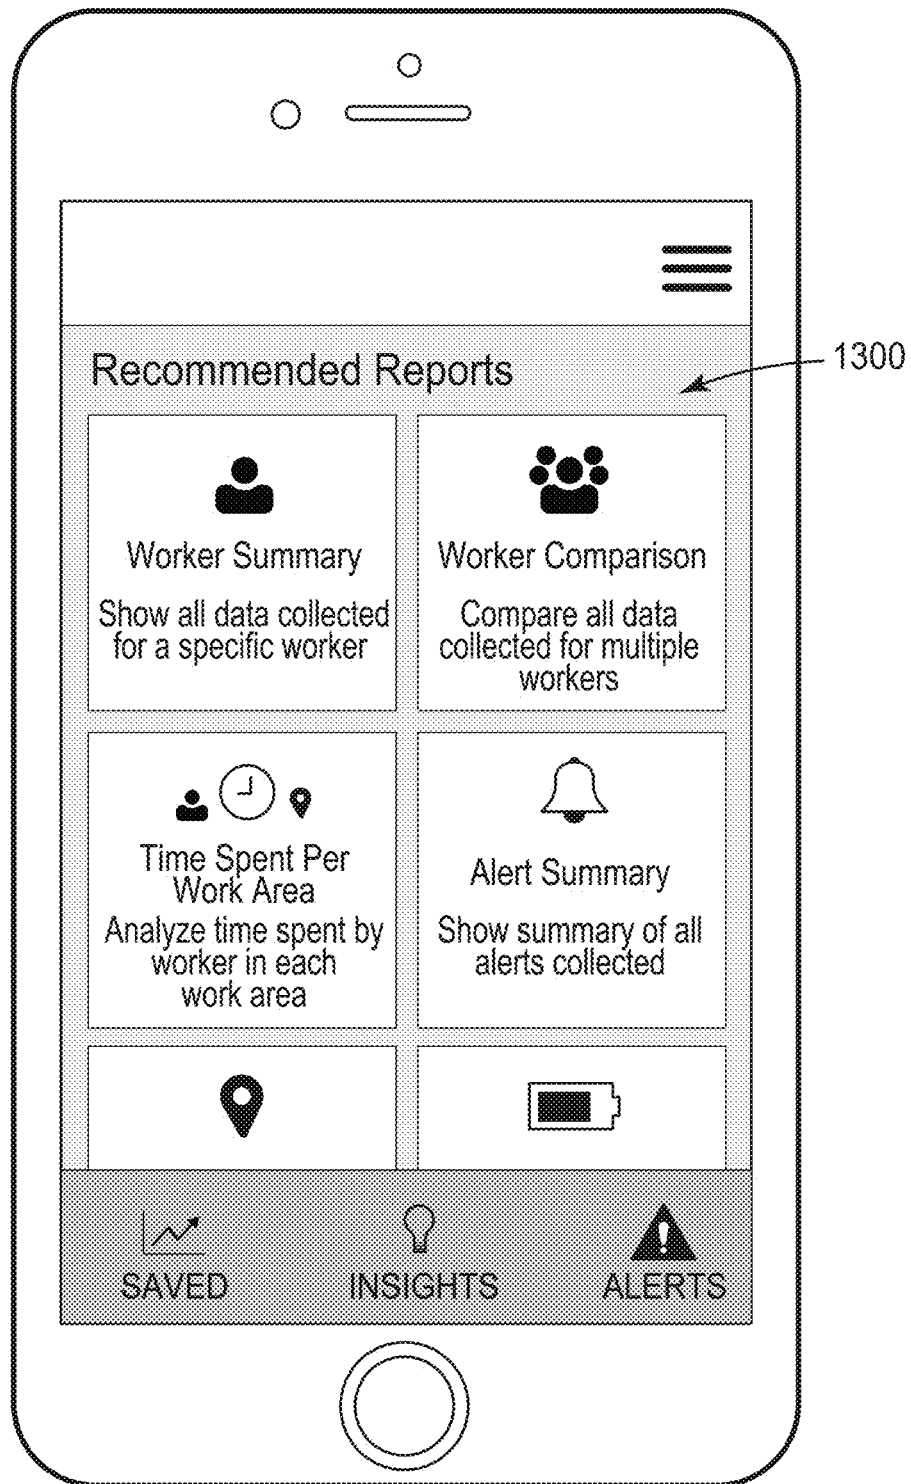 Recommended Reports
1300
Worker Summary
Show all data collected
for a specific worker
Worker Comparison
Compare all data
collected for multiple
workers
Time Spent Per
Work Area
Analyze time spent by
worker in each
work area
Alert Summary
Show summary of all
alerts collected
SAVED
INSIGHTS
ALERTS